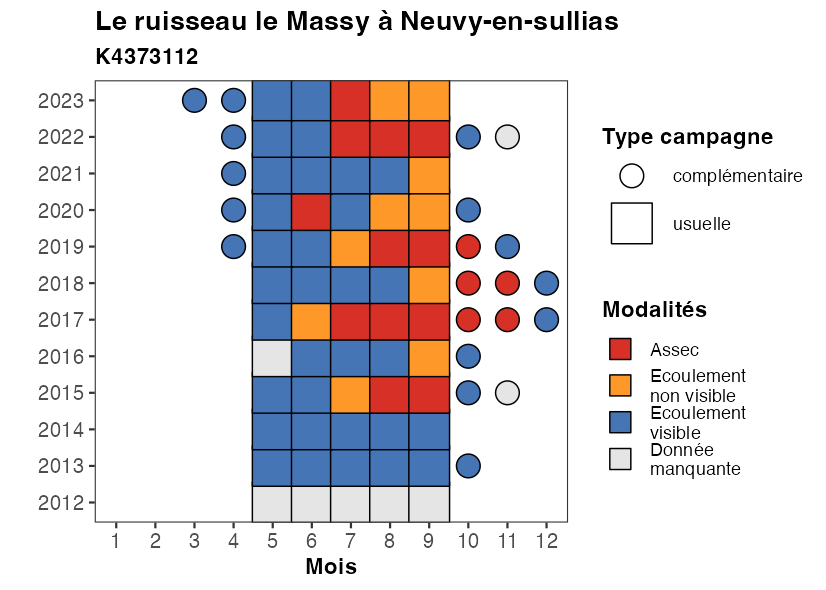 Le ruisseau le Massy à Neuvy-en-sullias
K4373112
2023
2022
2021
2020
2019
2018
2017
2016
2015
2014
2013
2012
1 2 3 4 5 6 7 8 9 10 11 12
Mois
Type campagne
complémentaire
usuelle
Modalités
Assec
Ecoulement
non visible
Ecoulement
visible
Donnée
manquante